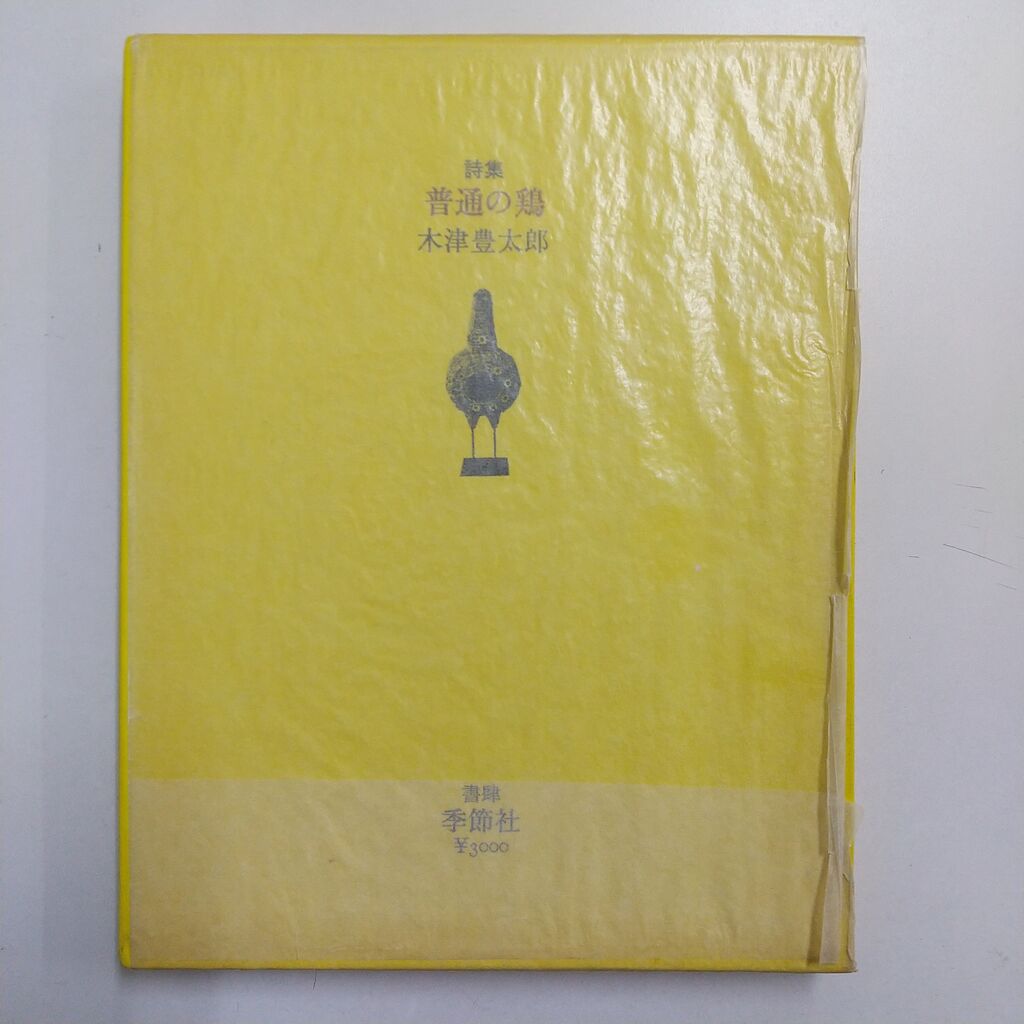 詩集
普通の鶏
木津豊太郎
書肆
季節社
¥3000